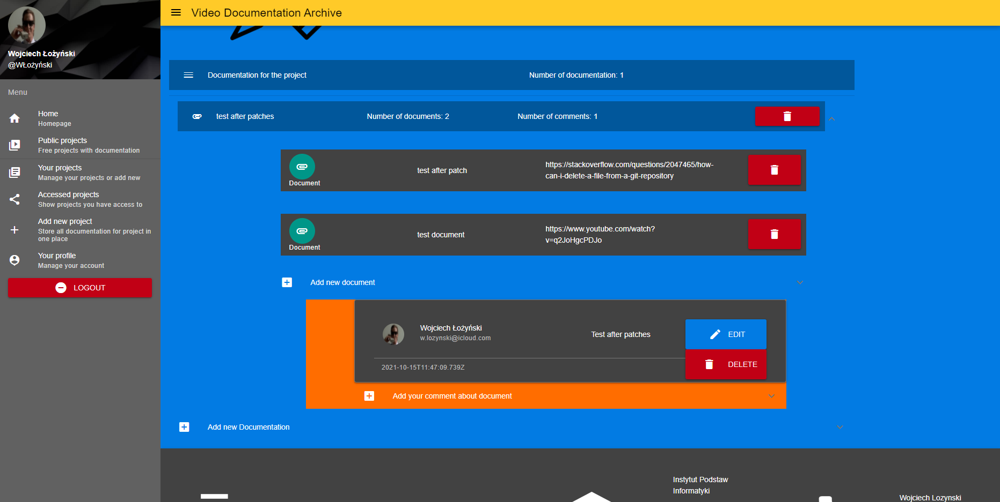 Wojciech Łożyński
@WŁożyński
Menu
Home
Homepage
Public projects
Free projects with documentation
Your projects
Manage your projects or add new
Accessed projects
Show projects you have access to
Add new project
Store all documentation for project in
one place
Your profile
Manage your account
LOGOUT
Video Documentation Archive
Documentation for the project
Number of documentation: 1
test after patches
Number of documents: 2
Number of comments: 1
Document
test after patch
https://stackoverflow.com/questions/2047465/how-
can-i-delete-a-file-from-a-git-repository
Document
test document
https://www.youtube.com/watch?
v=q2JoHgcPDJo
Add new document
Wojciech Łożyński
w.lozynski@icloud.com
Test after patches
EDIT
DELETE
2021-10-15T11:47:09.739Z
Add your comment about document
Add new Documentation
Instytut Podstaw
Informatyki
Wojciech Lozynski